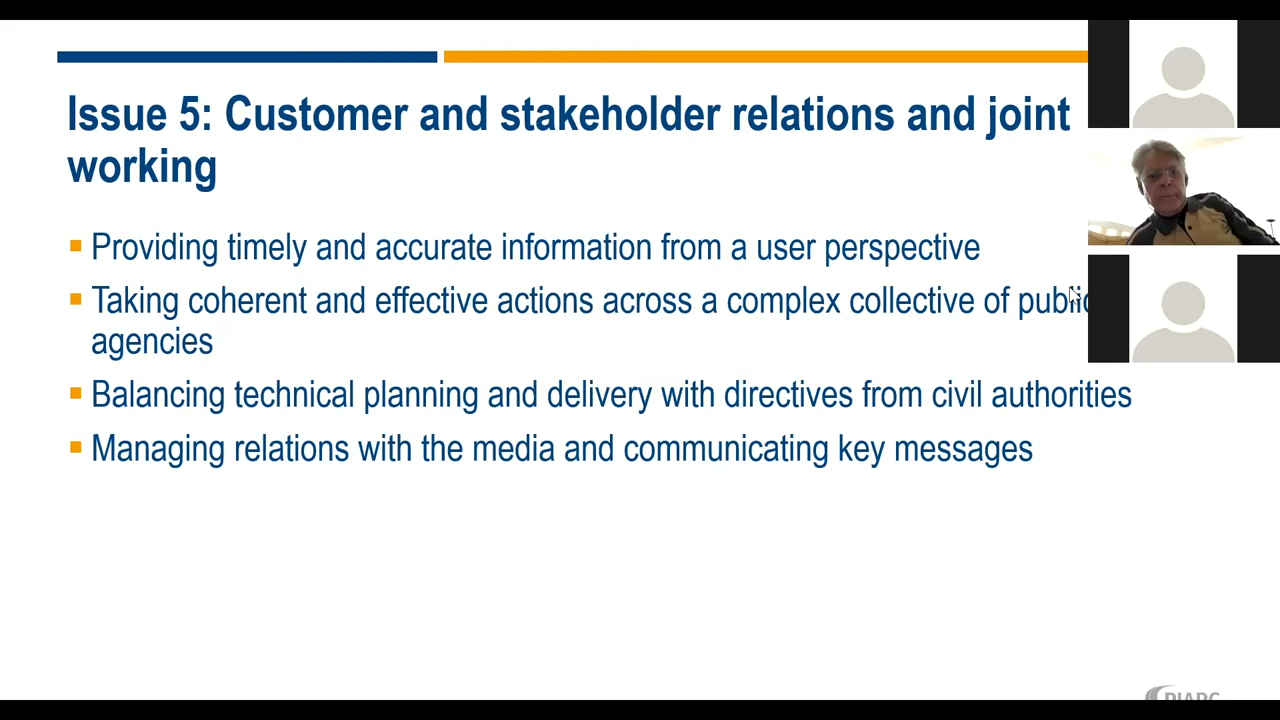 Issue 5: Customer and stakeholder relations and joint
working
Providing timely and accurate information from a user perspective
Taking coherent and effective actions across a complex collective of public
agencies
Balancing technical planning and delivery with directives from civil authorities
Managing relations with the media and communicating key messages
PIARC